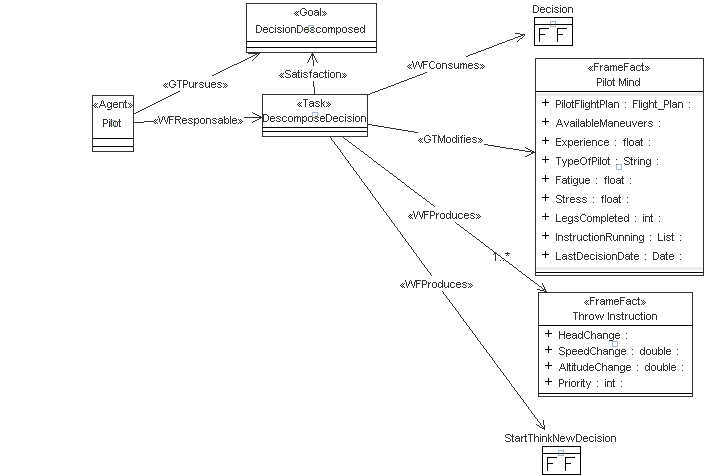 «Goal»
DecisionDescomposed
Decision
F F
«GTPursues»
«Satisfaction»
«WFConsumes»
«FrameFact»
Pilot Mind
+ PilotFlightPlan : Flight_Plan :
+ AvailableManeuvers :
+ Experience : float :
+ TypeOfPilot : String :
+ Fatigue : float :
+ Stress : float :
+ LegsCompleted : int :
+ InstructionRunning : List :
+ LastDecisionDate : Date :
«Agent»
Pilot
«WFResponsable»
«Task»
DescomposeDecision
«GTModifies»
«WFProduces»
1..*
«WFProduces»
«FrameFact»
Throw Instruction
+ HeadChange :
+ SpeedChange : double :
+ AltitudeChange : double :
+ Priority : int :
StartThinkNewDecision
F F